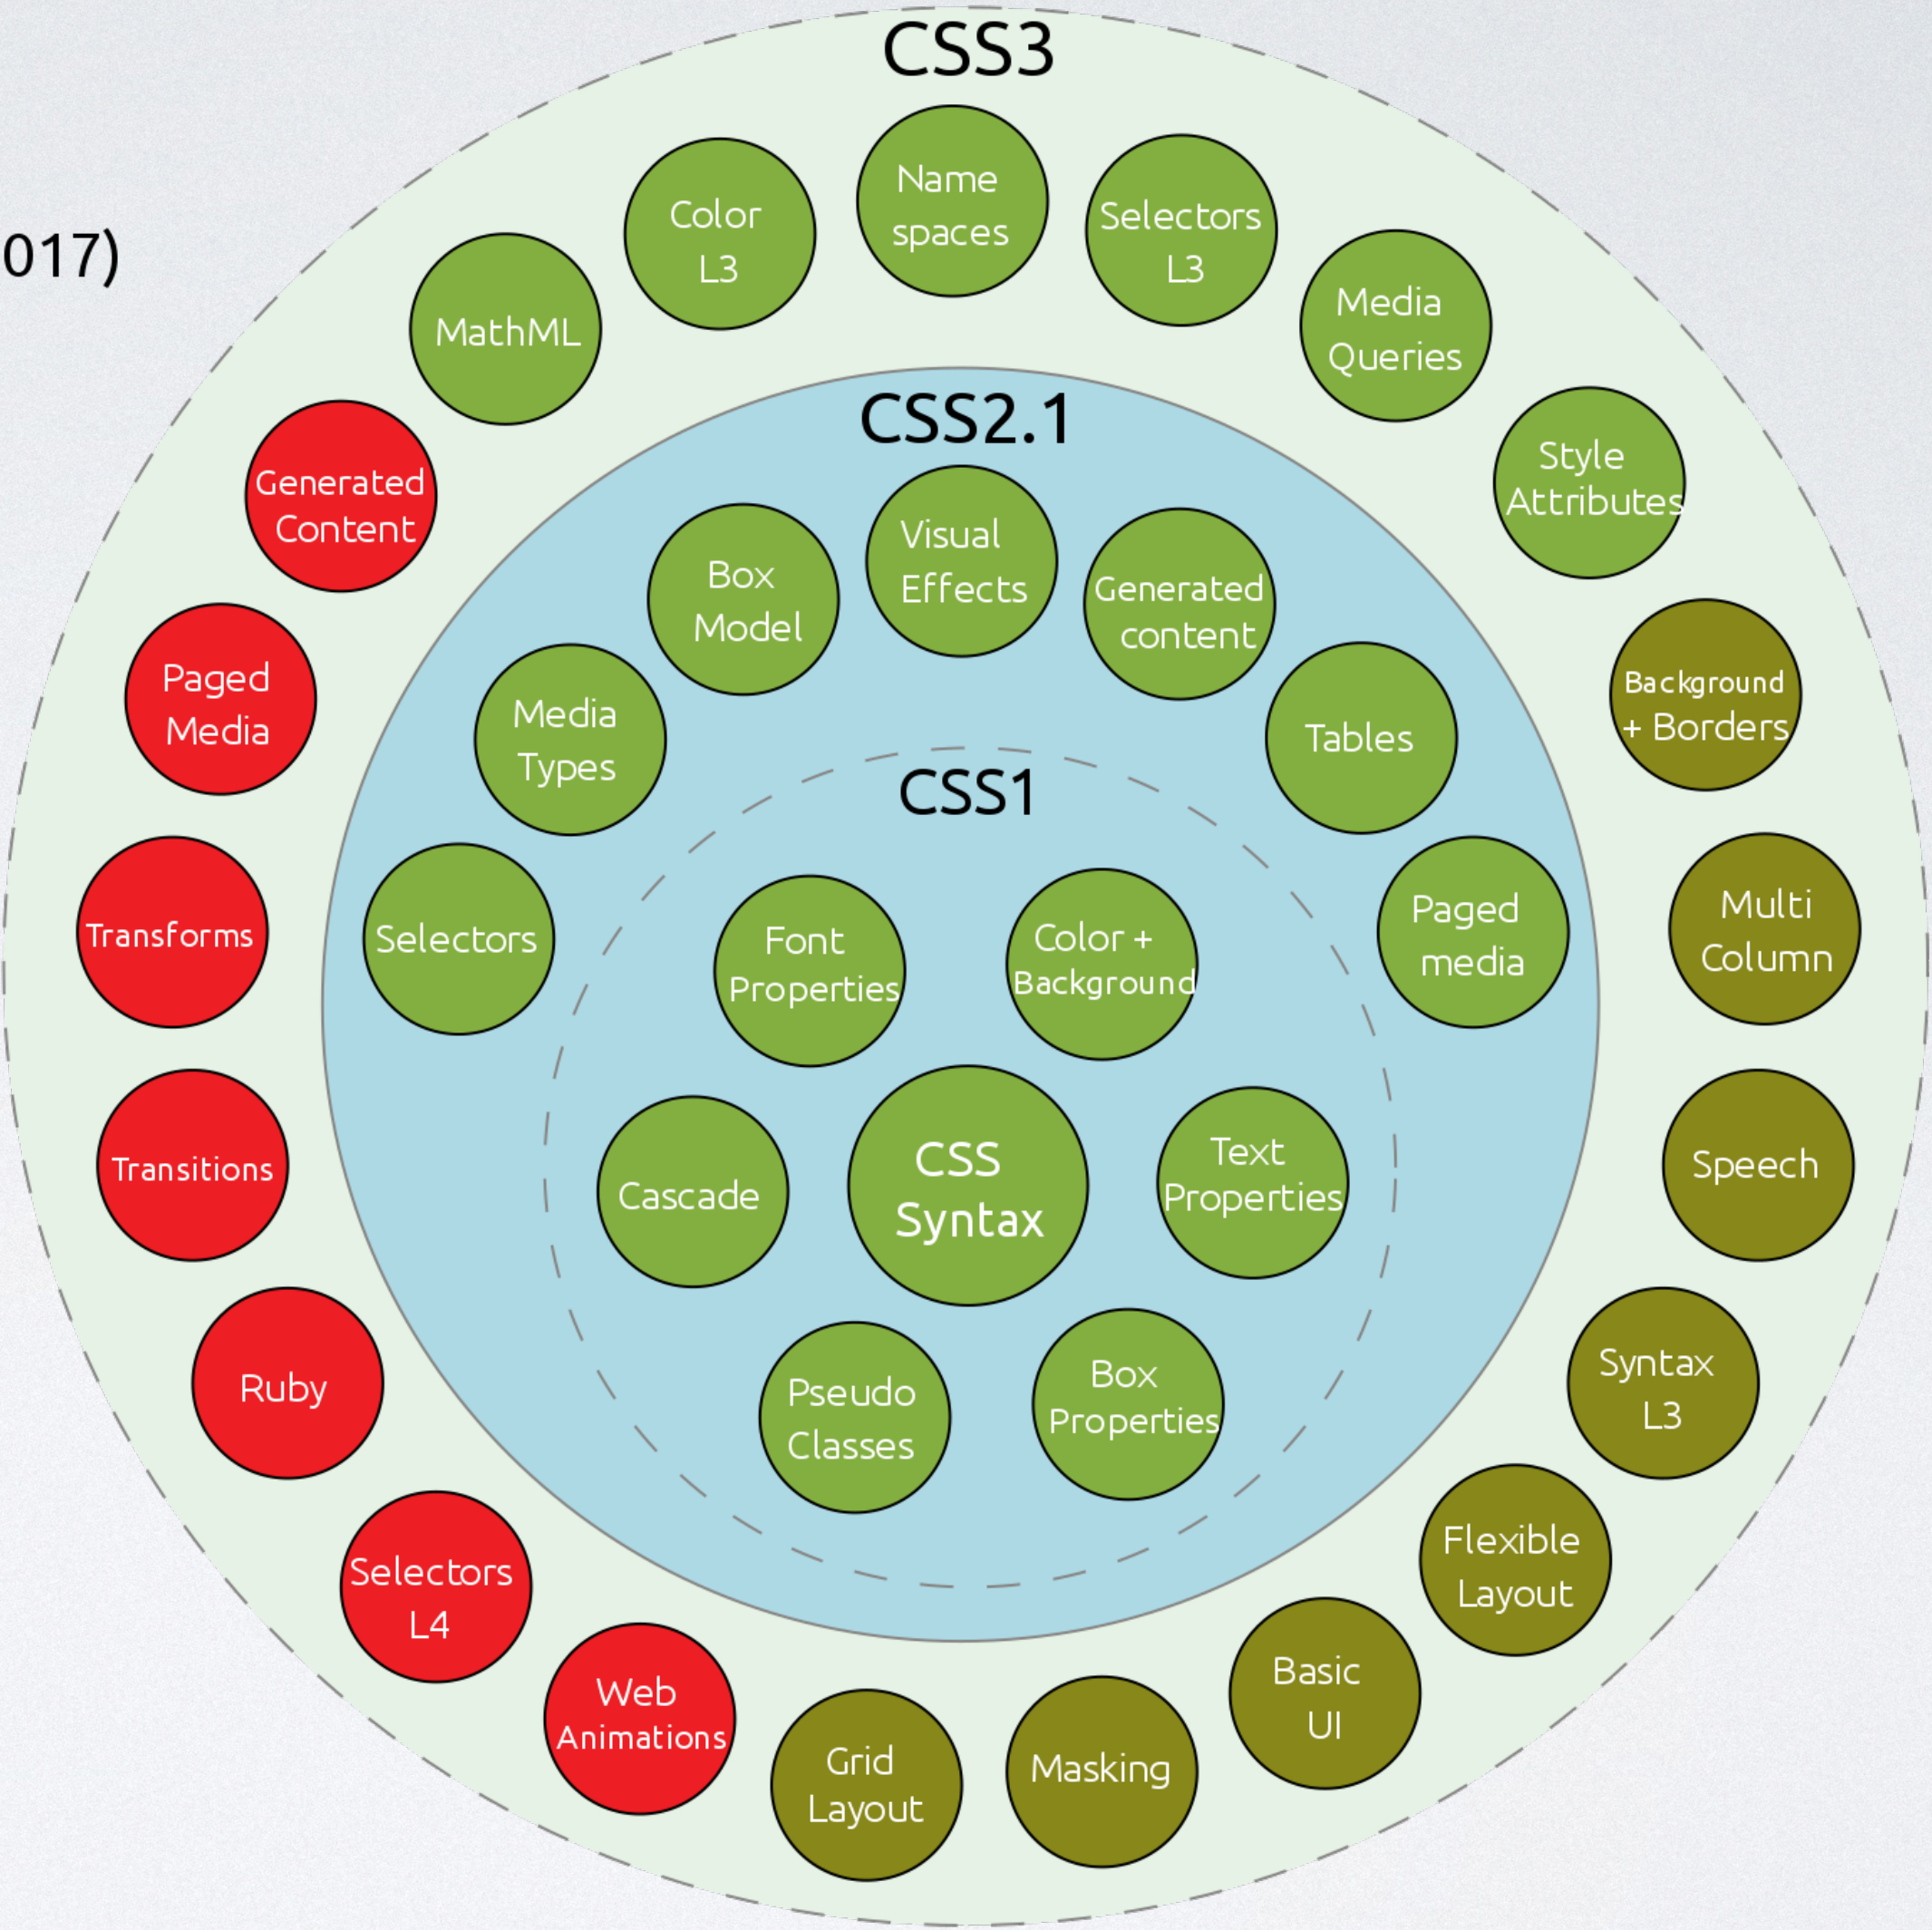 CSS3
017)
Name
spaces
Selectors
L3
Media
Queries
Style
Attributes
Background
+ Borders
Multi
Column
Speech
Syntax
L3
Flexible
Layout
Basic
UI
Masking
Grid
Layout
Web
Animations
Selectors
L4
Ruby
Transitions
Transforms
Paged
Media
Generated
Content
MathML
Color
L3
CSS2.1
Selectors
Media
Types
Box
Model
Visual
Effects
Generated
content
Tables
Paged
media
CSS1
Font
Properties
Color +
Background
Cascade
CSS
Syntax
Text
Properties
Pseudo
Classes
Box
Properties